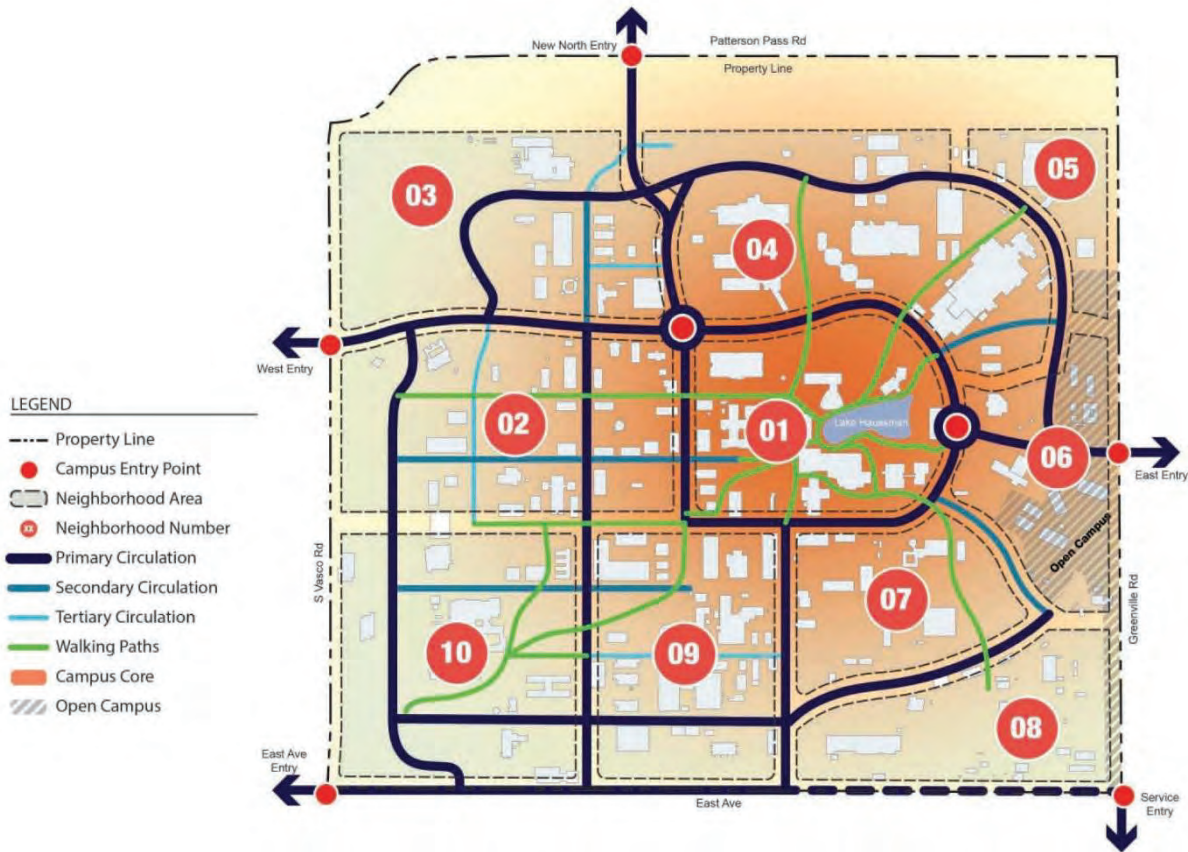 New North Entry
Patterson Pass Rd
Property Line
03
04
05
West Entry
02
01
Lake Haussman
06
East Entry
LEGEND
Property Line
Campus Entry Point
Neighborhood Area
XX
Neighborhood Number
Primary Circulation
Secondary Circulation
Tertiary Circulation
Walking Paths
Campus Core
Open Campus
S Vasco Rd
Open Campus
Greenville Rd
07
10
09
08
East Ave
Entry
East Ave
Service
Entry